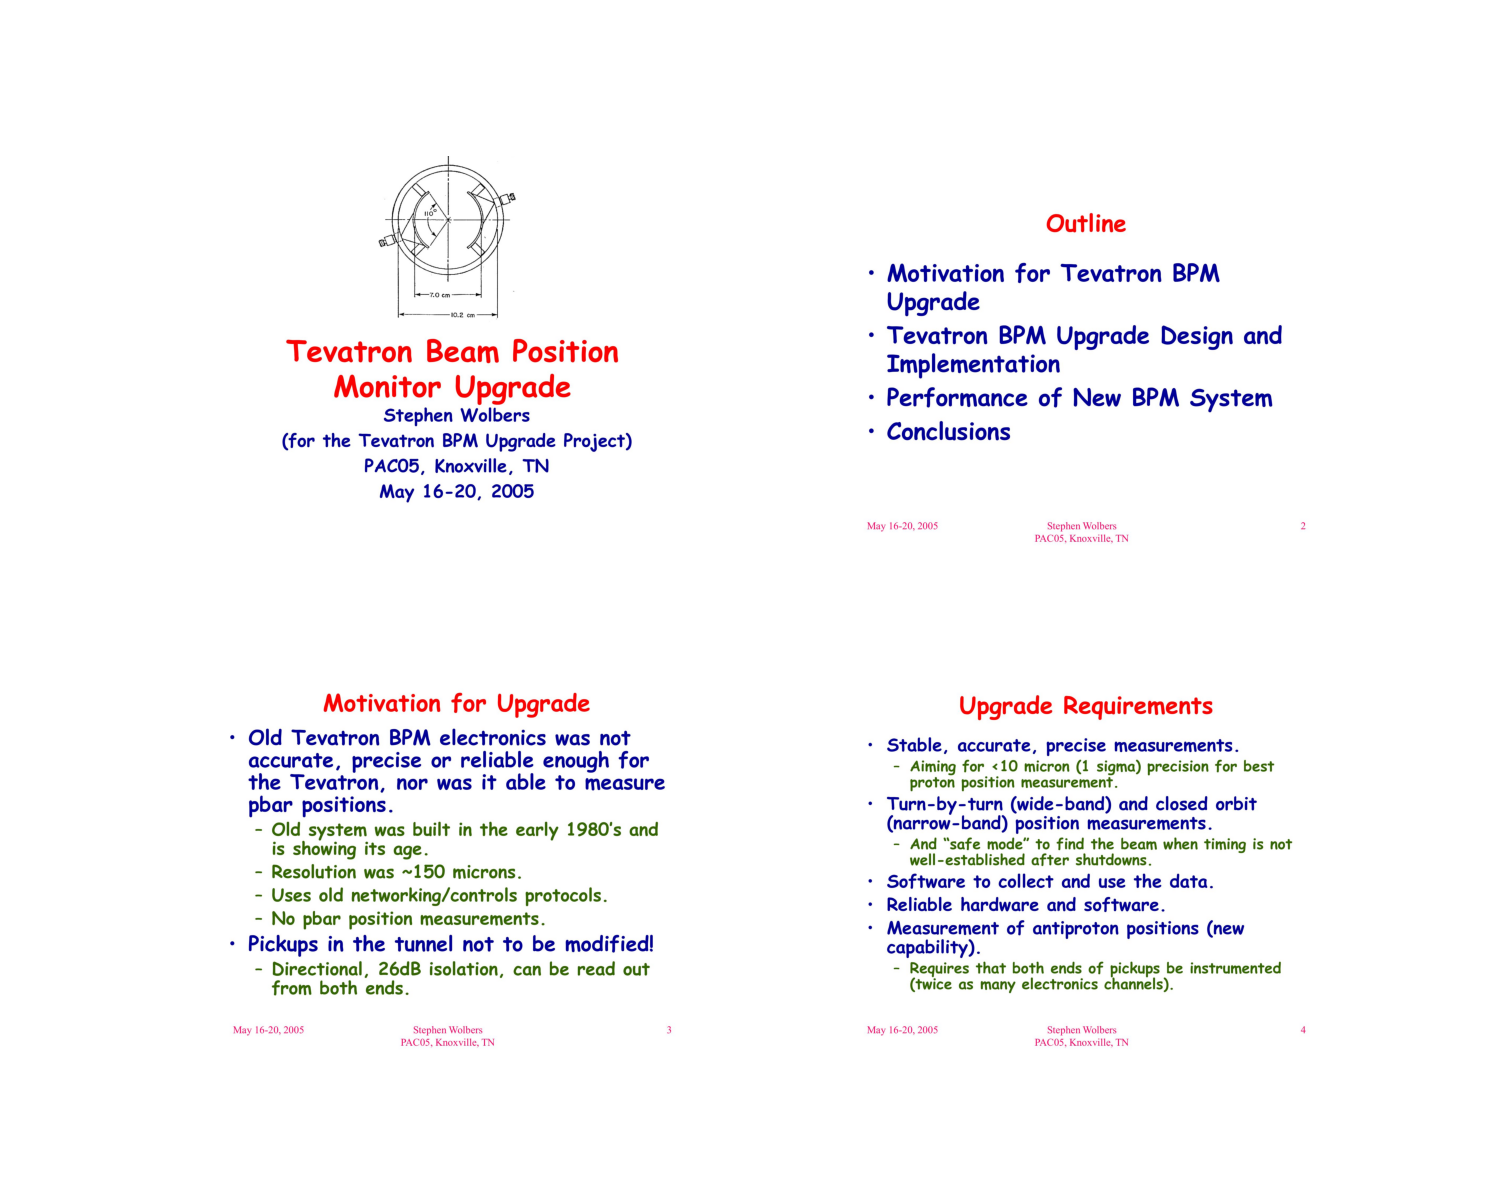 110°
7.0 cm
10.2 cm
Tevatron Beam Position
Monitor Upgrade
Stephen Wolbers
(for the Tevatron BPM Upgrade Project)
PAC05, Knoxville, TN
May 16-20, 2005
Outline
• Motivation for Tevatron BPM
Upgrade
• Tevatron BPM Upgrade Design and
Implementation
• Performance of New BPM System
• Conclusions
May 16-20, 2005
Stephen Wolbers
PAC05, Knoxville, TN
2
Motivation for Upgrade
• Old Tevatron BPM electronics was not
accurate, precise or reliable enough for
the Tevatron, nor was it able to measure
pbar positions.
– Old system was built in the early 1980's and
is showing its age.
– Resolution was ~150 microns.
– Uses old networking/controls protocols.
– No pbar position measurements.
• Pickups in the tunnel not to be modified!
– Directional, 26dB isolation, can be read out
from both ends.
May 16-20, 2005
Stephen Wolbers
PAC05, Knoxville, TN
3
Upgrade Requirements
• Stable, accurate, precise measurements.
– Aiming for <10 micron (1 sigma) precision for best
proton position measurement.
• Turn-by-turn (wide-band) and closed orbit
(narrow-band) position measurements.
– And “safe mode” to find the beam when timing is not
well-established after shutdowns.
• Software to collect and use the data.
• Reliable hardware and software.
• Measurement of antiproton positions (new
capability).
– Requires that both ends of pickups be instrumented
(twice as many electronics channels).
May 16-20, 2005
Stephen Wolbers
PAC05, Knoxville, TN
4